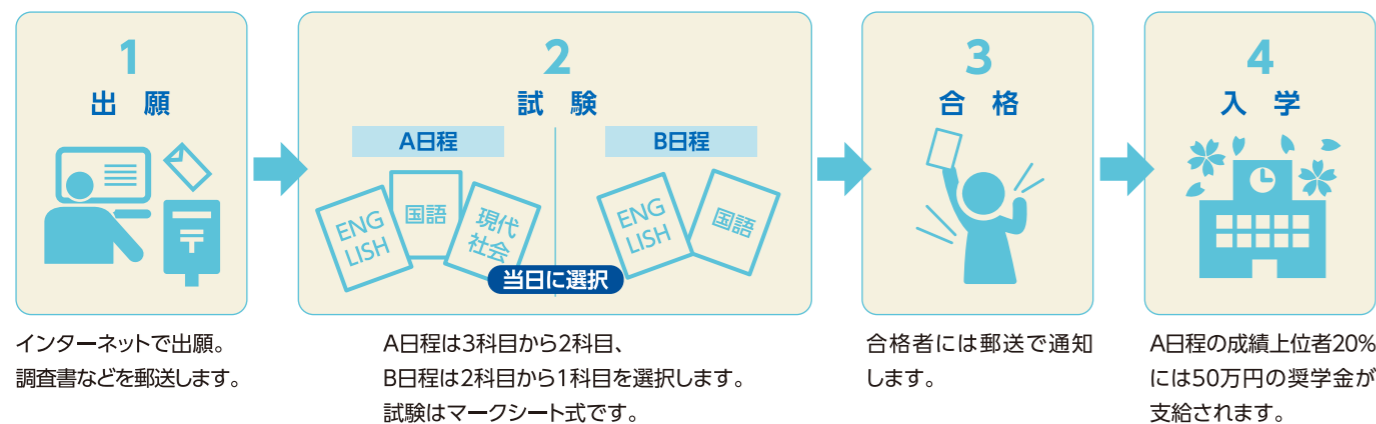 1
出 願
インターネットで出願。
調査書などを郵送します。
2
試 験
A日程
ENG
LISH
国語
現代
社会
B日程
ENG
LISH
国語
当日に選択
A日程は3科目から2科目、
B日程は2科目から1科目を選択します。
試験はマークシート式です。
3
合 格
合格者には郵送で通知
します。
4
入 学
A日程の成績上位者20%
には50万円の奨学金が
支給されます。